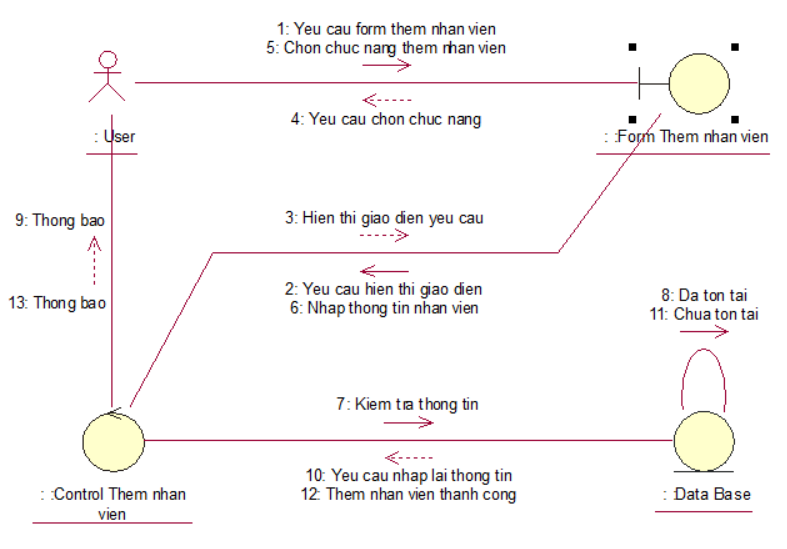 1: Yeu cau form them nhan vien
5: Chon chuc nang them nhan vien
4: Yeu cau chon chuc nang
: User
: :Form Them nhan vien
9: Thong bao
3: Hien thi giao dien yeu cau
2: Yeu cau hien thi giao dien
6: Nhap thong tin nhan vien
13: Thong bao
8: Da ton tai
11: Chua ton tai
7: Kiem tra thong tin
10: Yeu cau nhap lai thong tin
12: Them nhan vien thanh cong
: :Control Them nhan
vien
: :Data Base